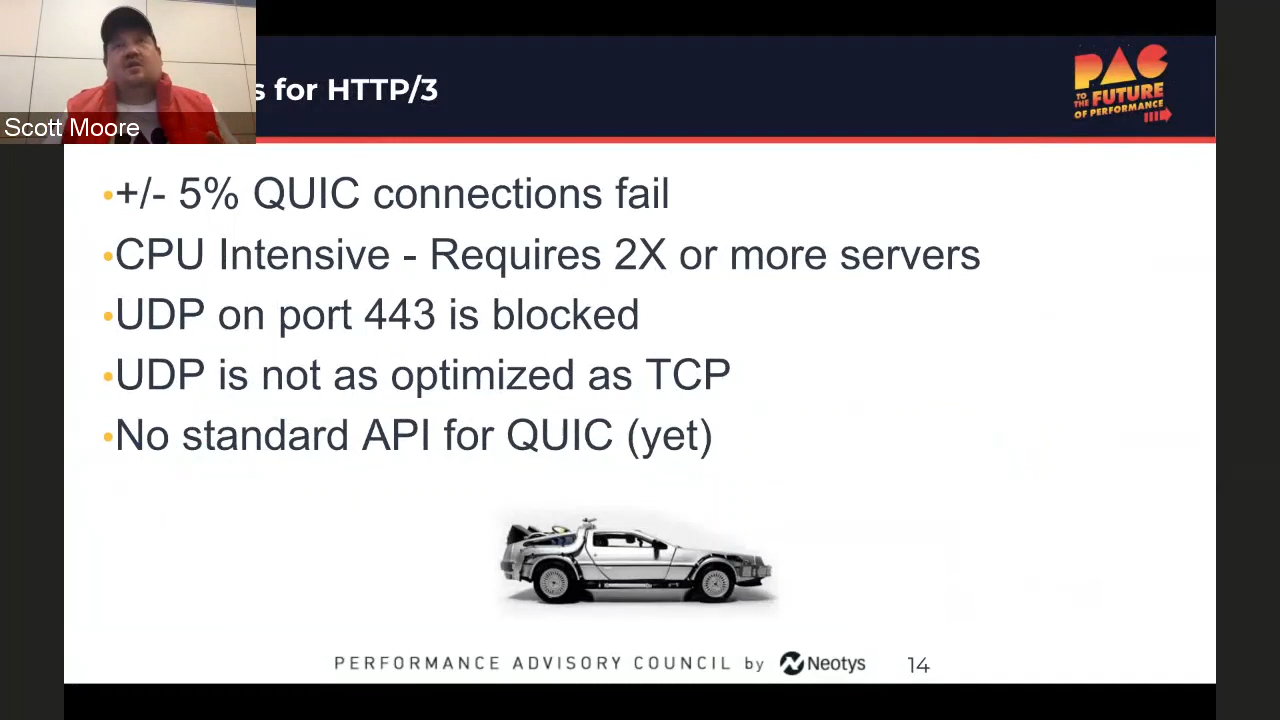 s for HTTP/3
PAC
TO THE FUTURE
OF PERFORMANCE
Scott Moore
•+/- 5% QUIC connections fail
•CPU Intensive - Requires 2X or more servers
•UDP on port 443 is blocked
•UDP is not as optimized as TCP
•No standard API for QUIC (yet)
PERFORMANCE ADVISORY COUNCIL by Neotys
14